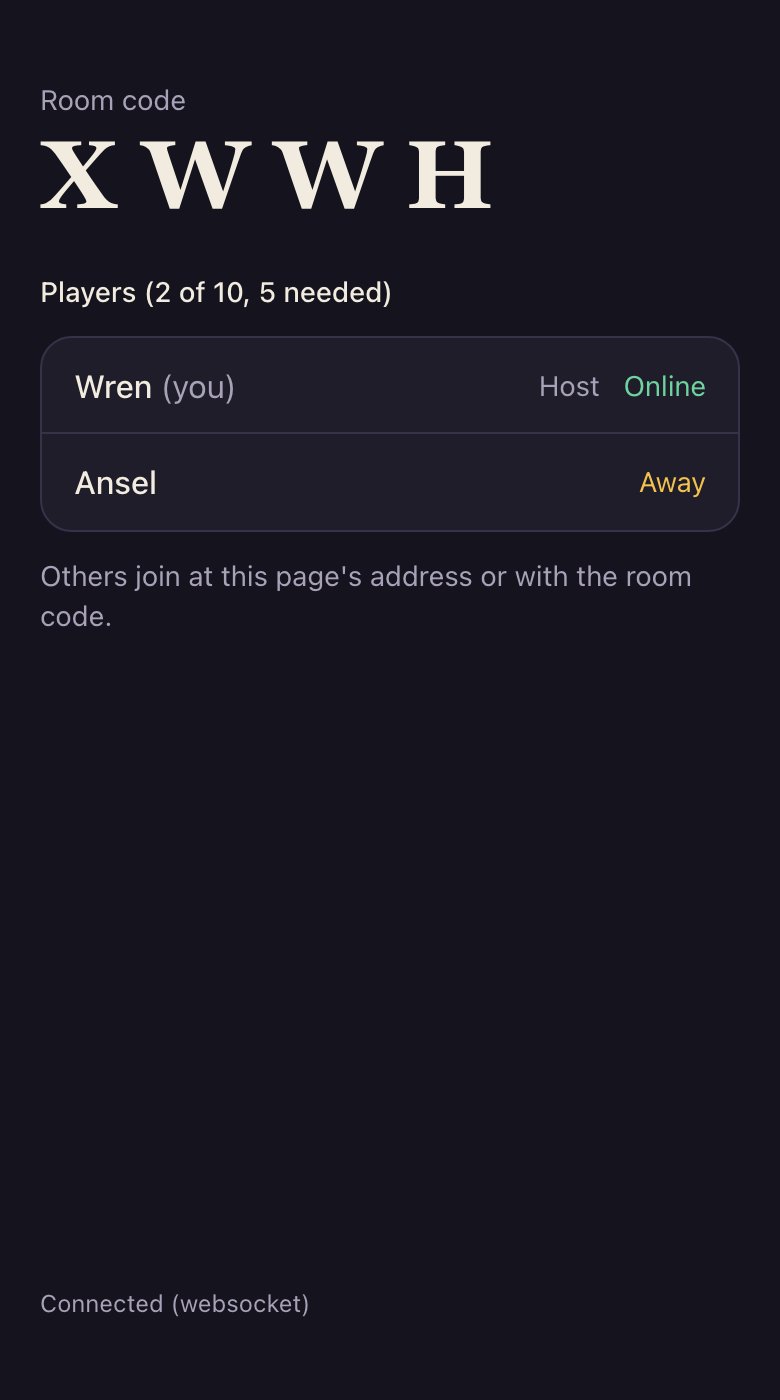 Room code
XWWH
Players (2 of 10, 5 needed)
Wren (you) Host Online
Ansel Away
Others join at this page's address or with the room
code.
Connected (websocket)